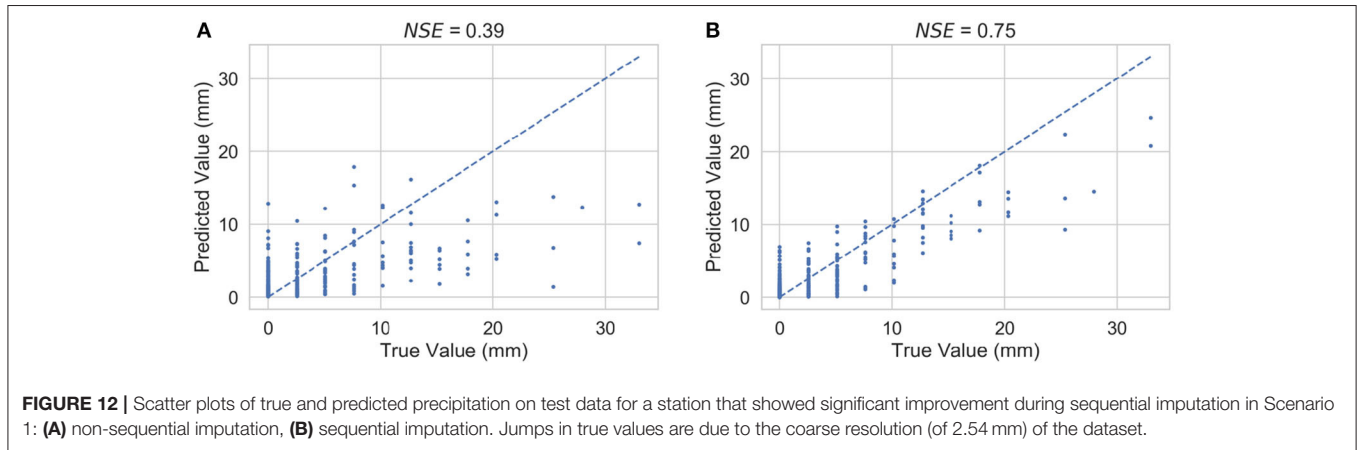 A
NSE = 0.39
B
NSE = 0.75
Predicted Value (mm)
30
20
10
0
0 10 20 30
True Value (mm)
Predicted Value (mm)
30
20
10
0
0 10 20 30
True Value (mm)
FIGURE 12 | Scatter plots of true and predicted precipitation on test data for a station that showed significant improvement during sequential imputation in Scenario
1: (A) non-sequential imputation, (B) sequential imputation. Jumps in true values are due to the coarse resolution (of 2.54 mm) of the dataset.